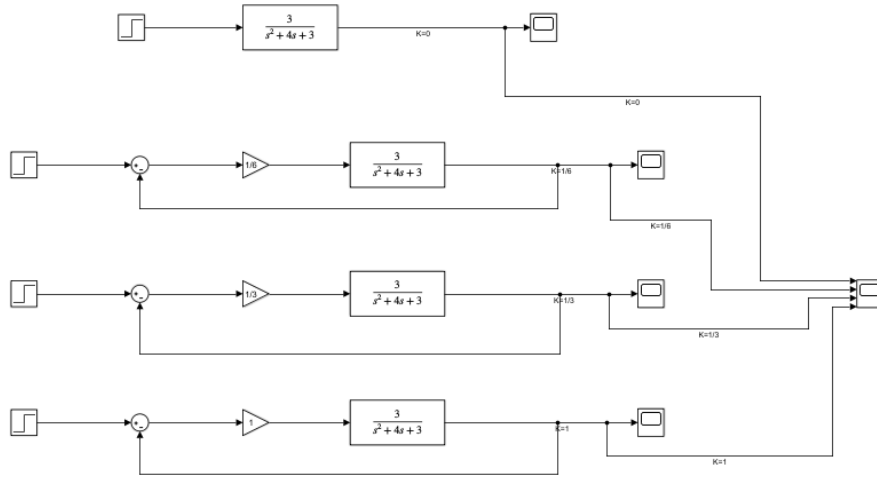 3
s² + 4s + 3
K=0
K=0
+
-
1/6
3
s² + 4s + 3
K=1/6
K=1/6
+
-
1/3
3
s² + 4s + 3
K=1/3
K=1/3
+
-
1
3
s² + 4s + 3
K=1
K=1